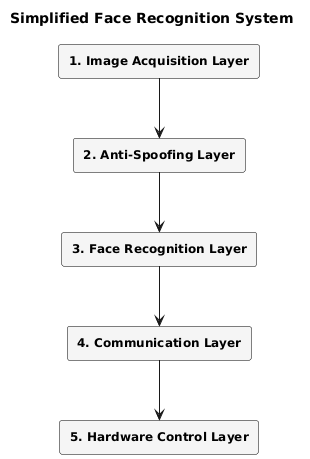 Simplified Face Recognition System
1. Image Acquisition Layer
2. Anti-Spoofing Layer
3. Face Recognition Layer
4. Communication Layer
5. Hardware Control Layer